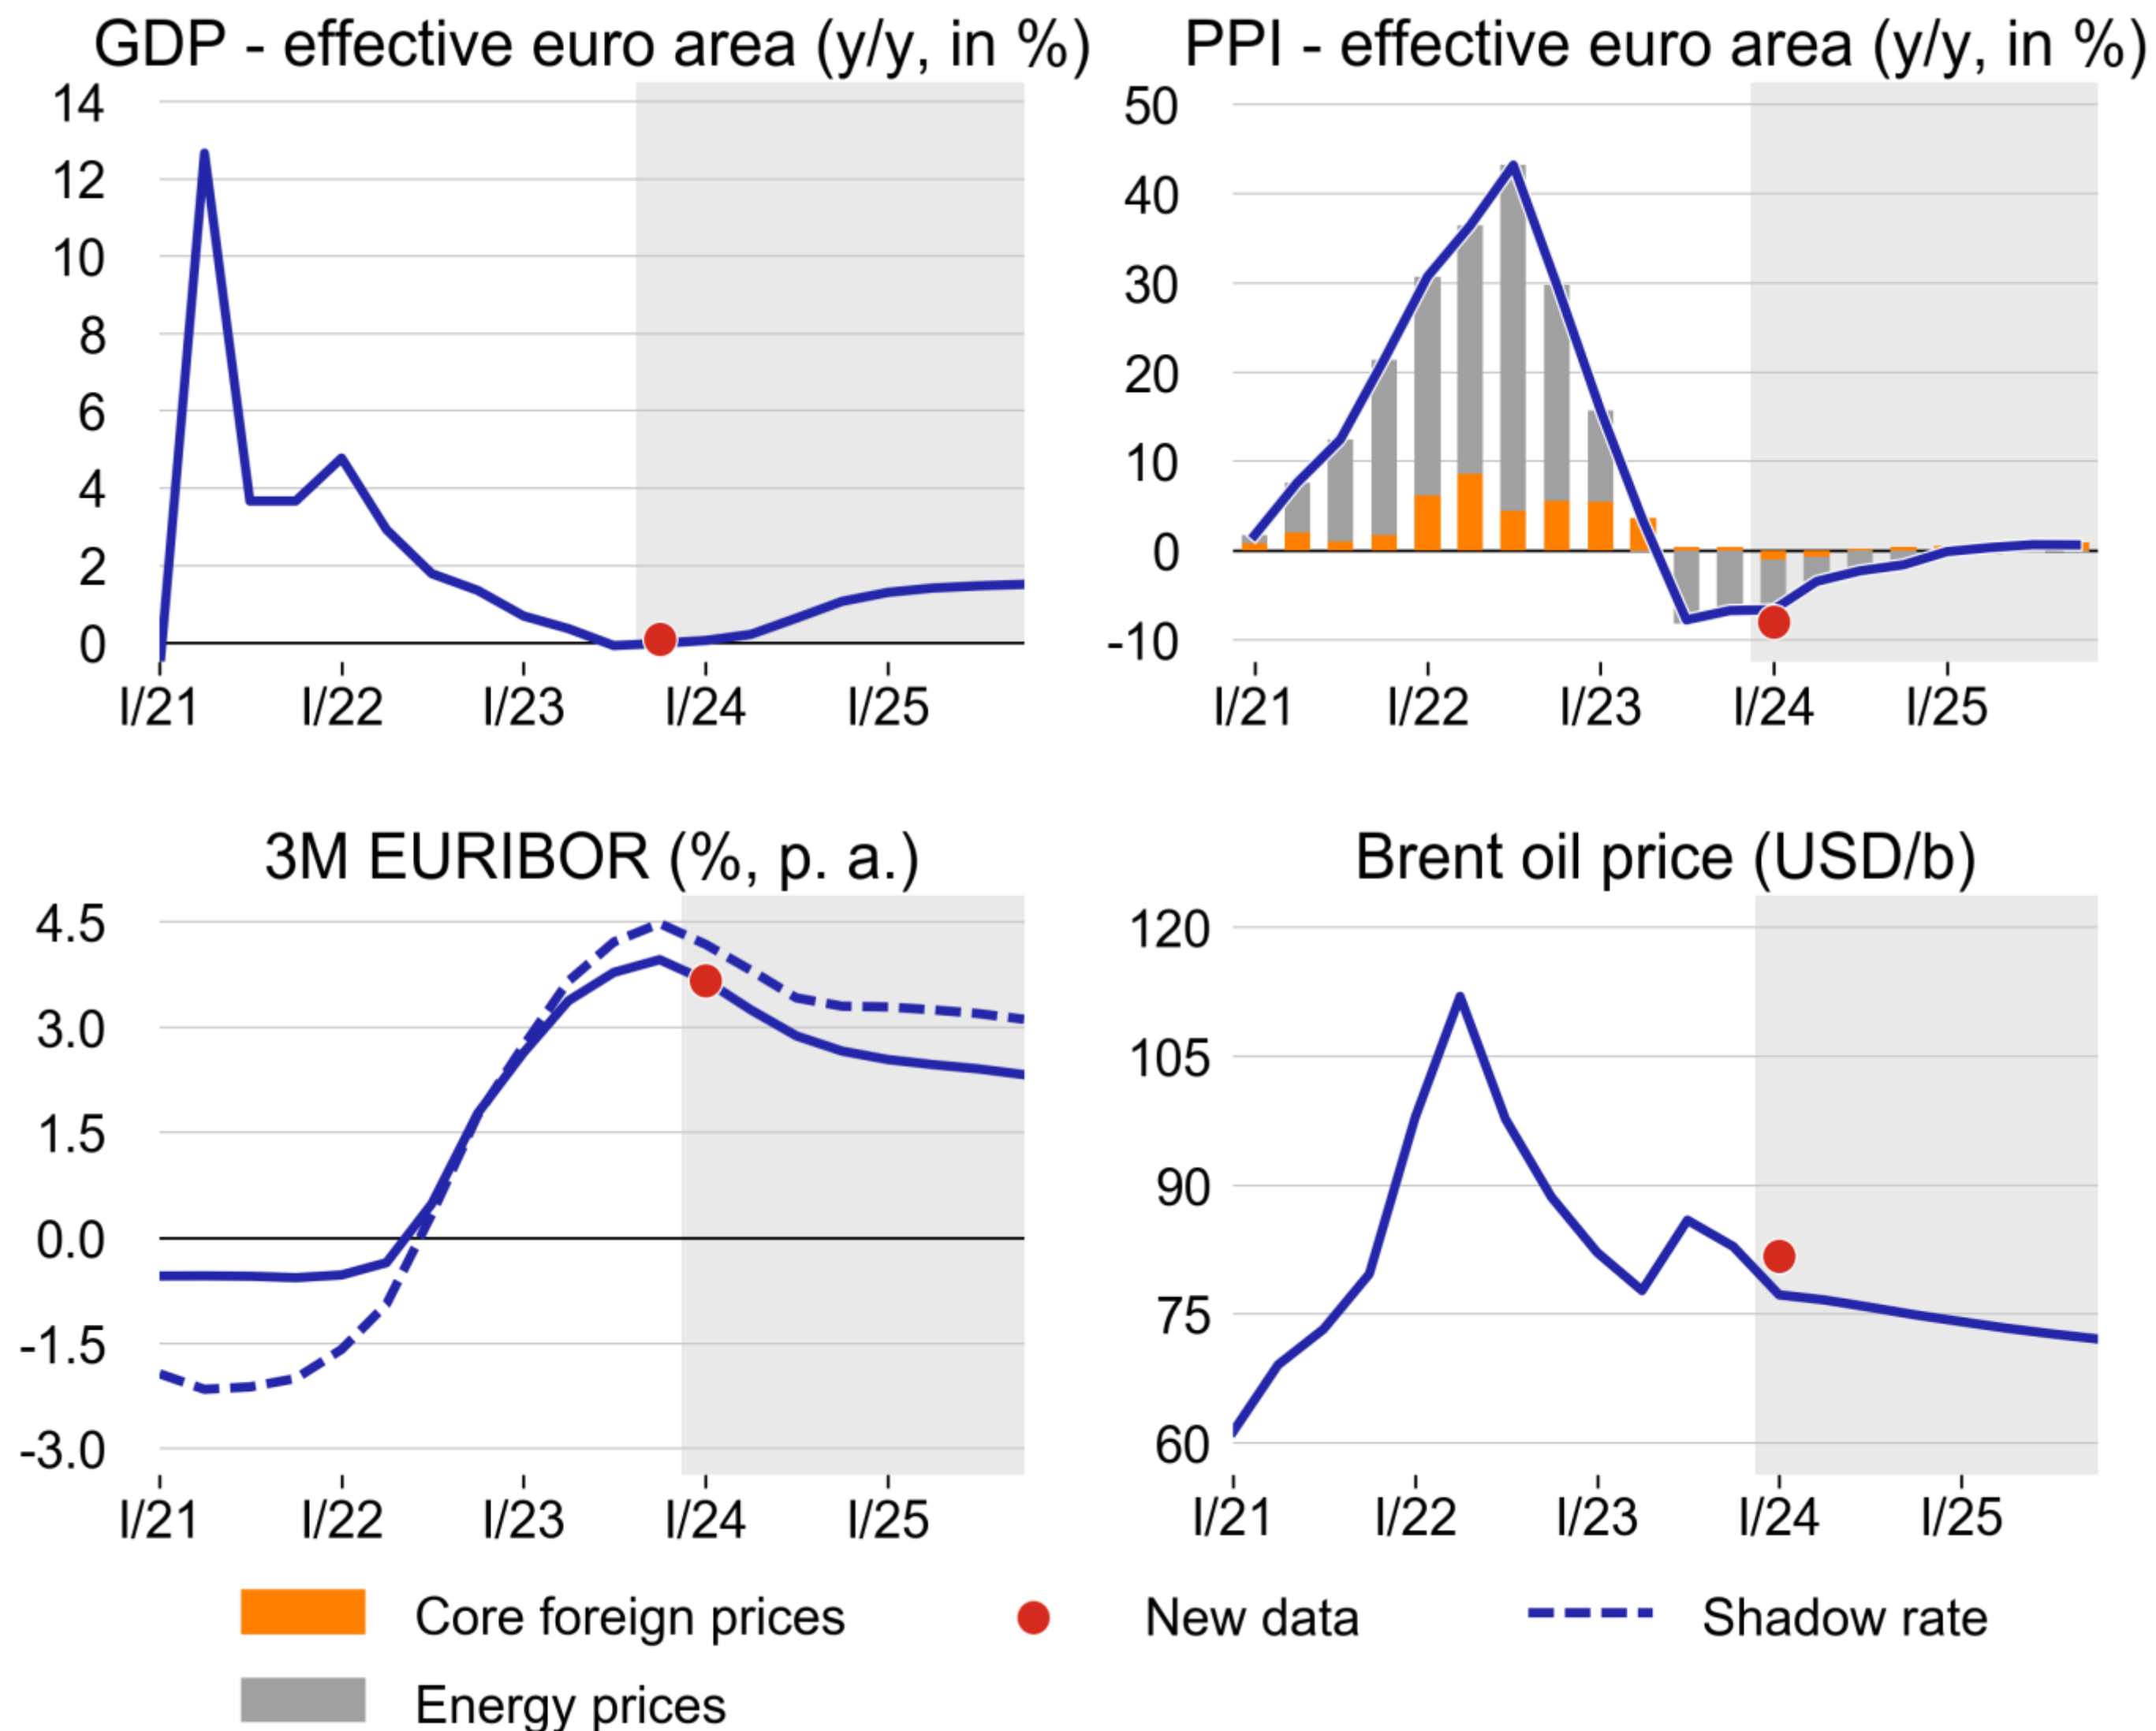 GDP - effective euro area (y/y, in %)
14
12
10
8
6
4
2
0
I/21 I/22 I/23 I/24 I/25
PPI - effective euro area (y/y, in %)
50
40
30
20
10
0
-10
I/21 I/22 I/23 I/24 I/25
3M EURIBOR (%, p. a.)
4.5
3.0
1.5
0.0
-1.5
-3.0
I/21 I/22 I/23 I/24 I/25
Brent oil price (USD/b)
120
105
90
75
60
I/21 I/22 I/23 I/24 I/25
Core foreign prices
New data
Shadow rate
Energy prices